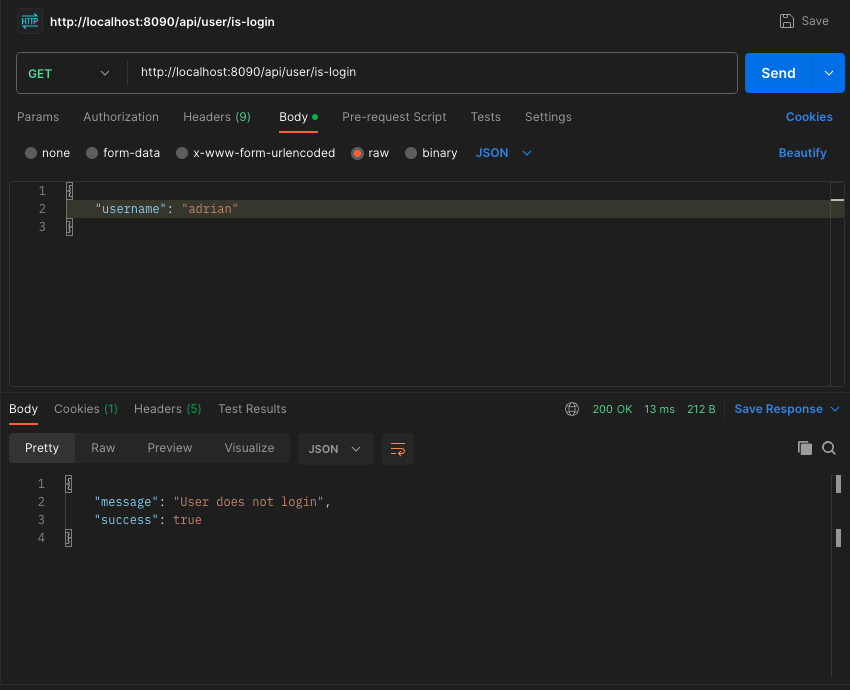 HTTP http://localhost:8090/api/user/is-login Save
GET http://localhost:8090/api/user/is-login Send
Params Authorization Headers (9) Body Pre-request Script Tests Settings Cookies
none form-data x-www-form-urlencoded raw binary JSON Beautify
1 {
2 "username": "adrian"
3 }
Body Cookies (1) Headers (5) Test Results 200 OK 13 ms 212 B Save Response
Pretty Raw Preview Visualize JSON
1 {
2 "message": "User does not login",
3 "success": true
4 }